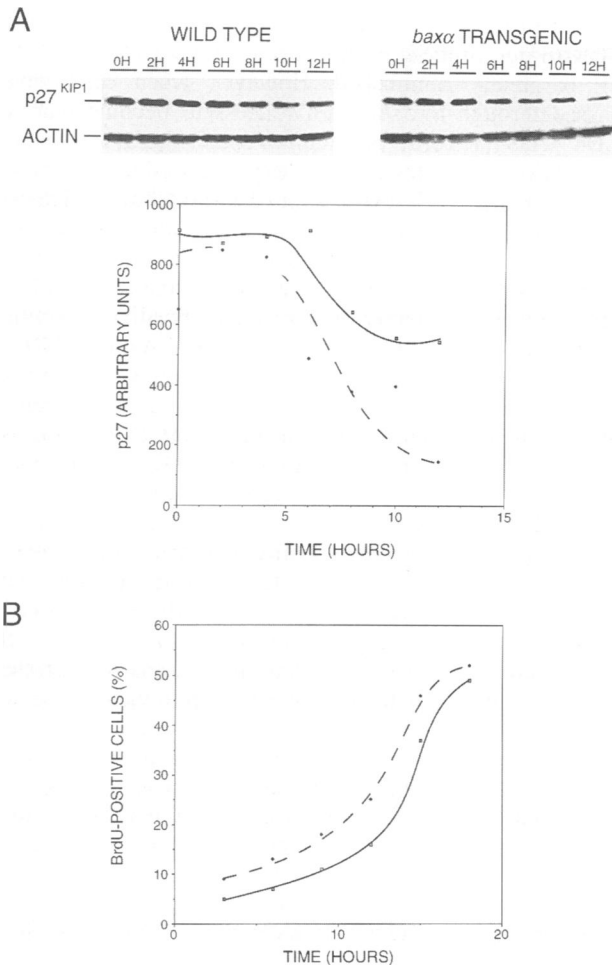 A
WILD TYPE
baxα TRANSGENIC
0H 2H 4H 6H 8H 10H 12H
0H 2H 4H 6H 8H 10H 12H
p27 KIP1
ACTIN
1000
800
600
400
200
0
p27 (ARBITRARY UNITS)
0 5 10 15
TIME (HOURS)
B
60
50
40
30
20
10
0
BrdU-POSITIVE CELLS (%)
0 10 20
TIME (HOURS)